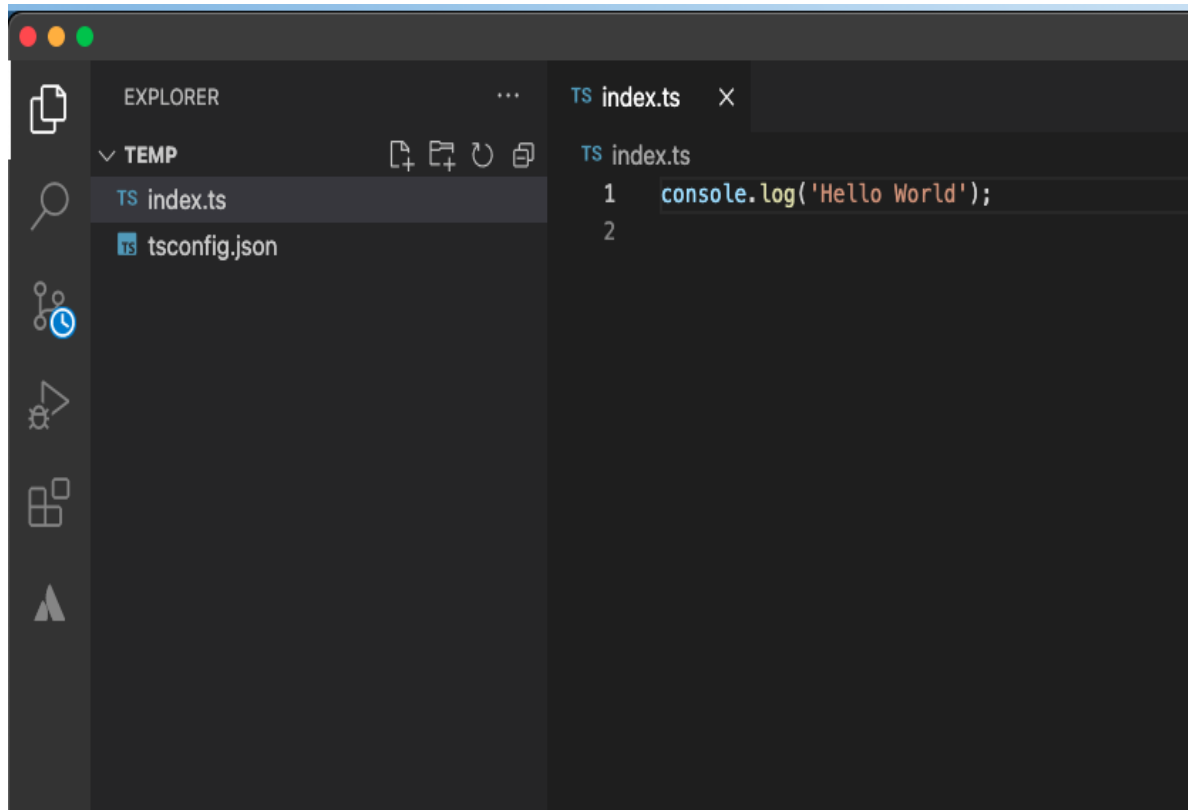 EXPLORER ...
TEMP
TS index.ts
TS tsconfig.json
TS index.ts
TS index.ts
1 console.log('Hello World');
2